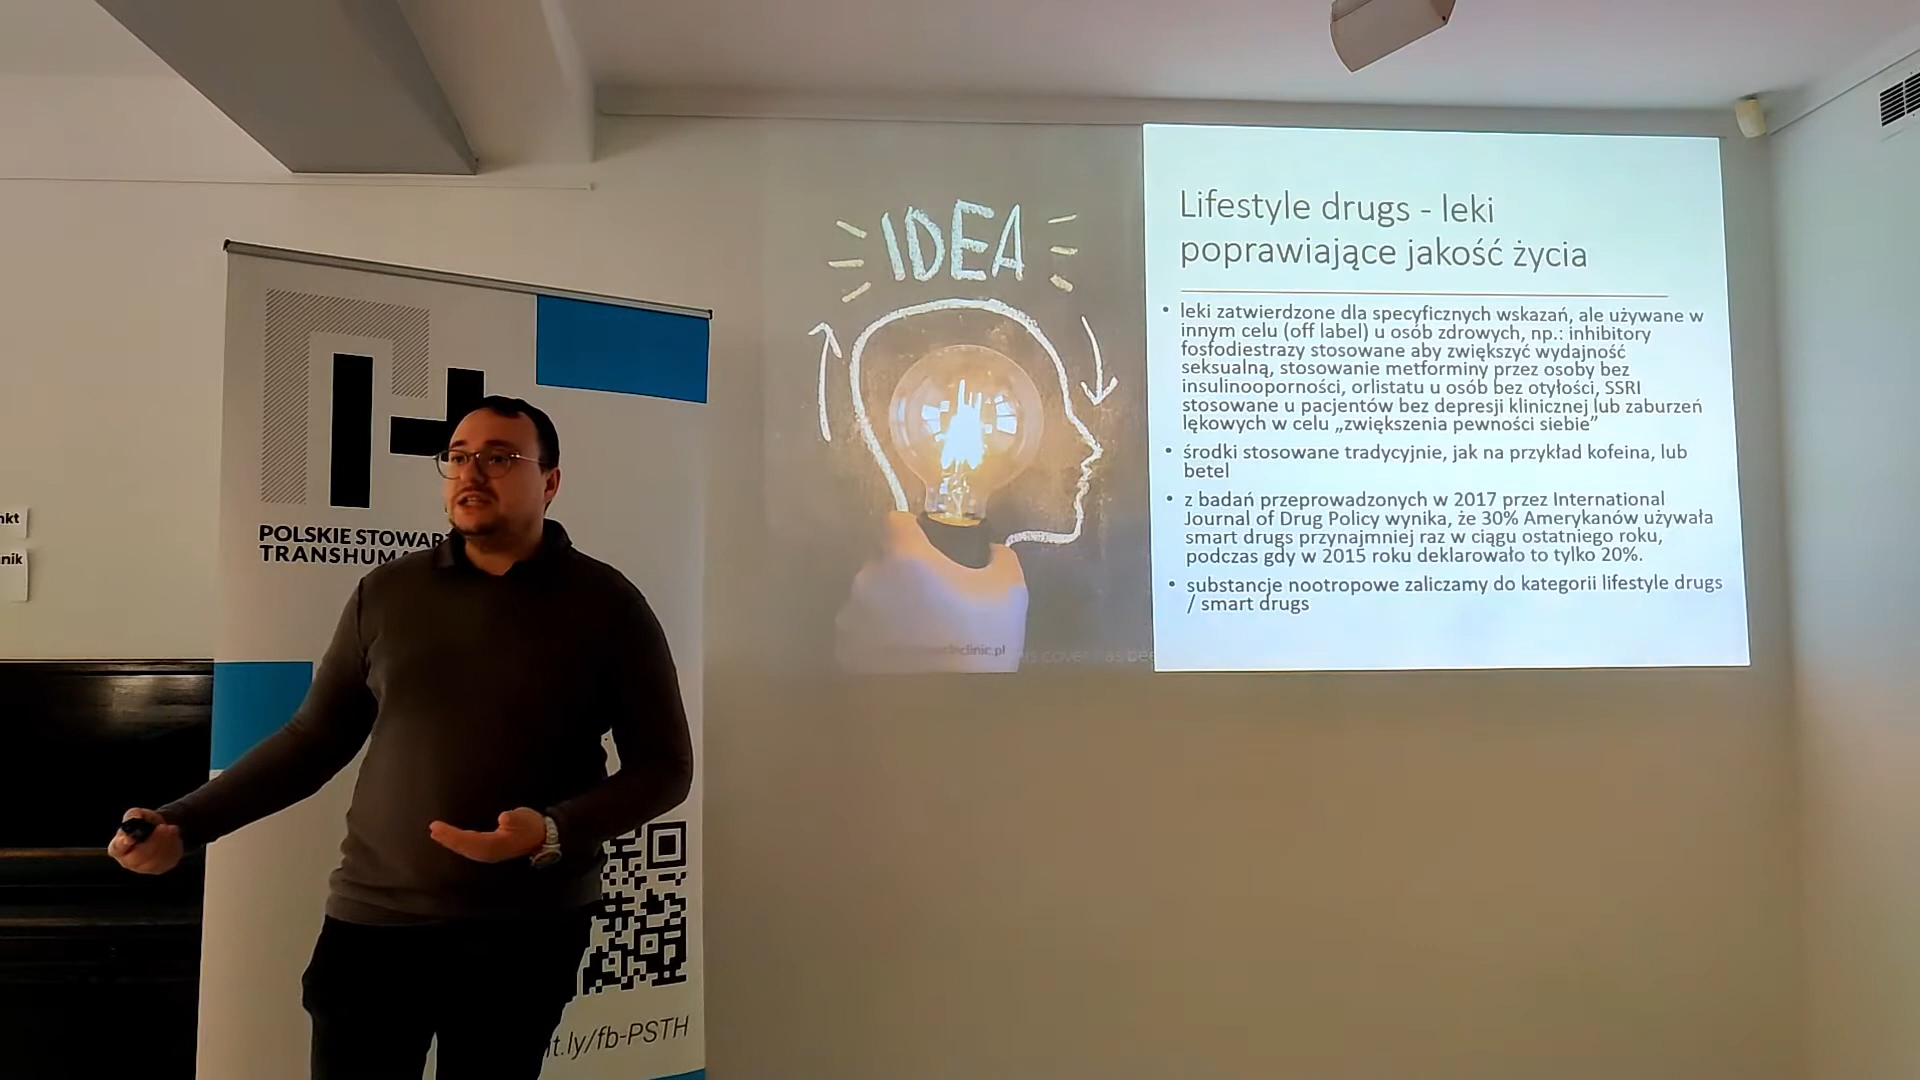 IDEA
Lifestyle drugs - leki
poprawiające jakość życia
• leki zatwierdzone dla specyficznych wskazań, ale używane w
innym celu (off label) u osób zdrowych, np.: inhibitory
fosfodiestrazy stosowane aby zwiększyć wydajność
seksualną, stosowanie metforminy przez osoby bez
insulinooporności, orlistatu u osób bez otyłości, SSRI
stosowane u pacjentów bez depresji klinicznej lub zaburzeń
lękowych w celu „zwiększenia pewności siebie”
• środki stosowane tradycyjnie, jak na przykład kofeina, lub
betel
• z badań przeprowadzonych w 2017 przez International
Journal of Drug Policy wynika, że 30% Amerykanów używała
smart drugs przynajmniej raz w ciągu ostatniego roku,
podczas gdy w 2015 roku deklarowało to tylko 20%.
• substancje nootropowe zaliczamy do kategorii lifestyle drugs
/ smart drugs
cover has
POLSKIE STOWAR
TRANSHUM
nkt
nik
it.ly/fb-PSTH